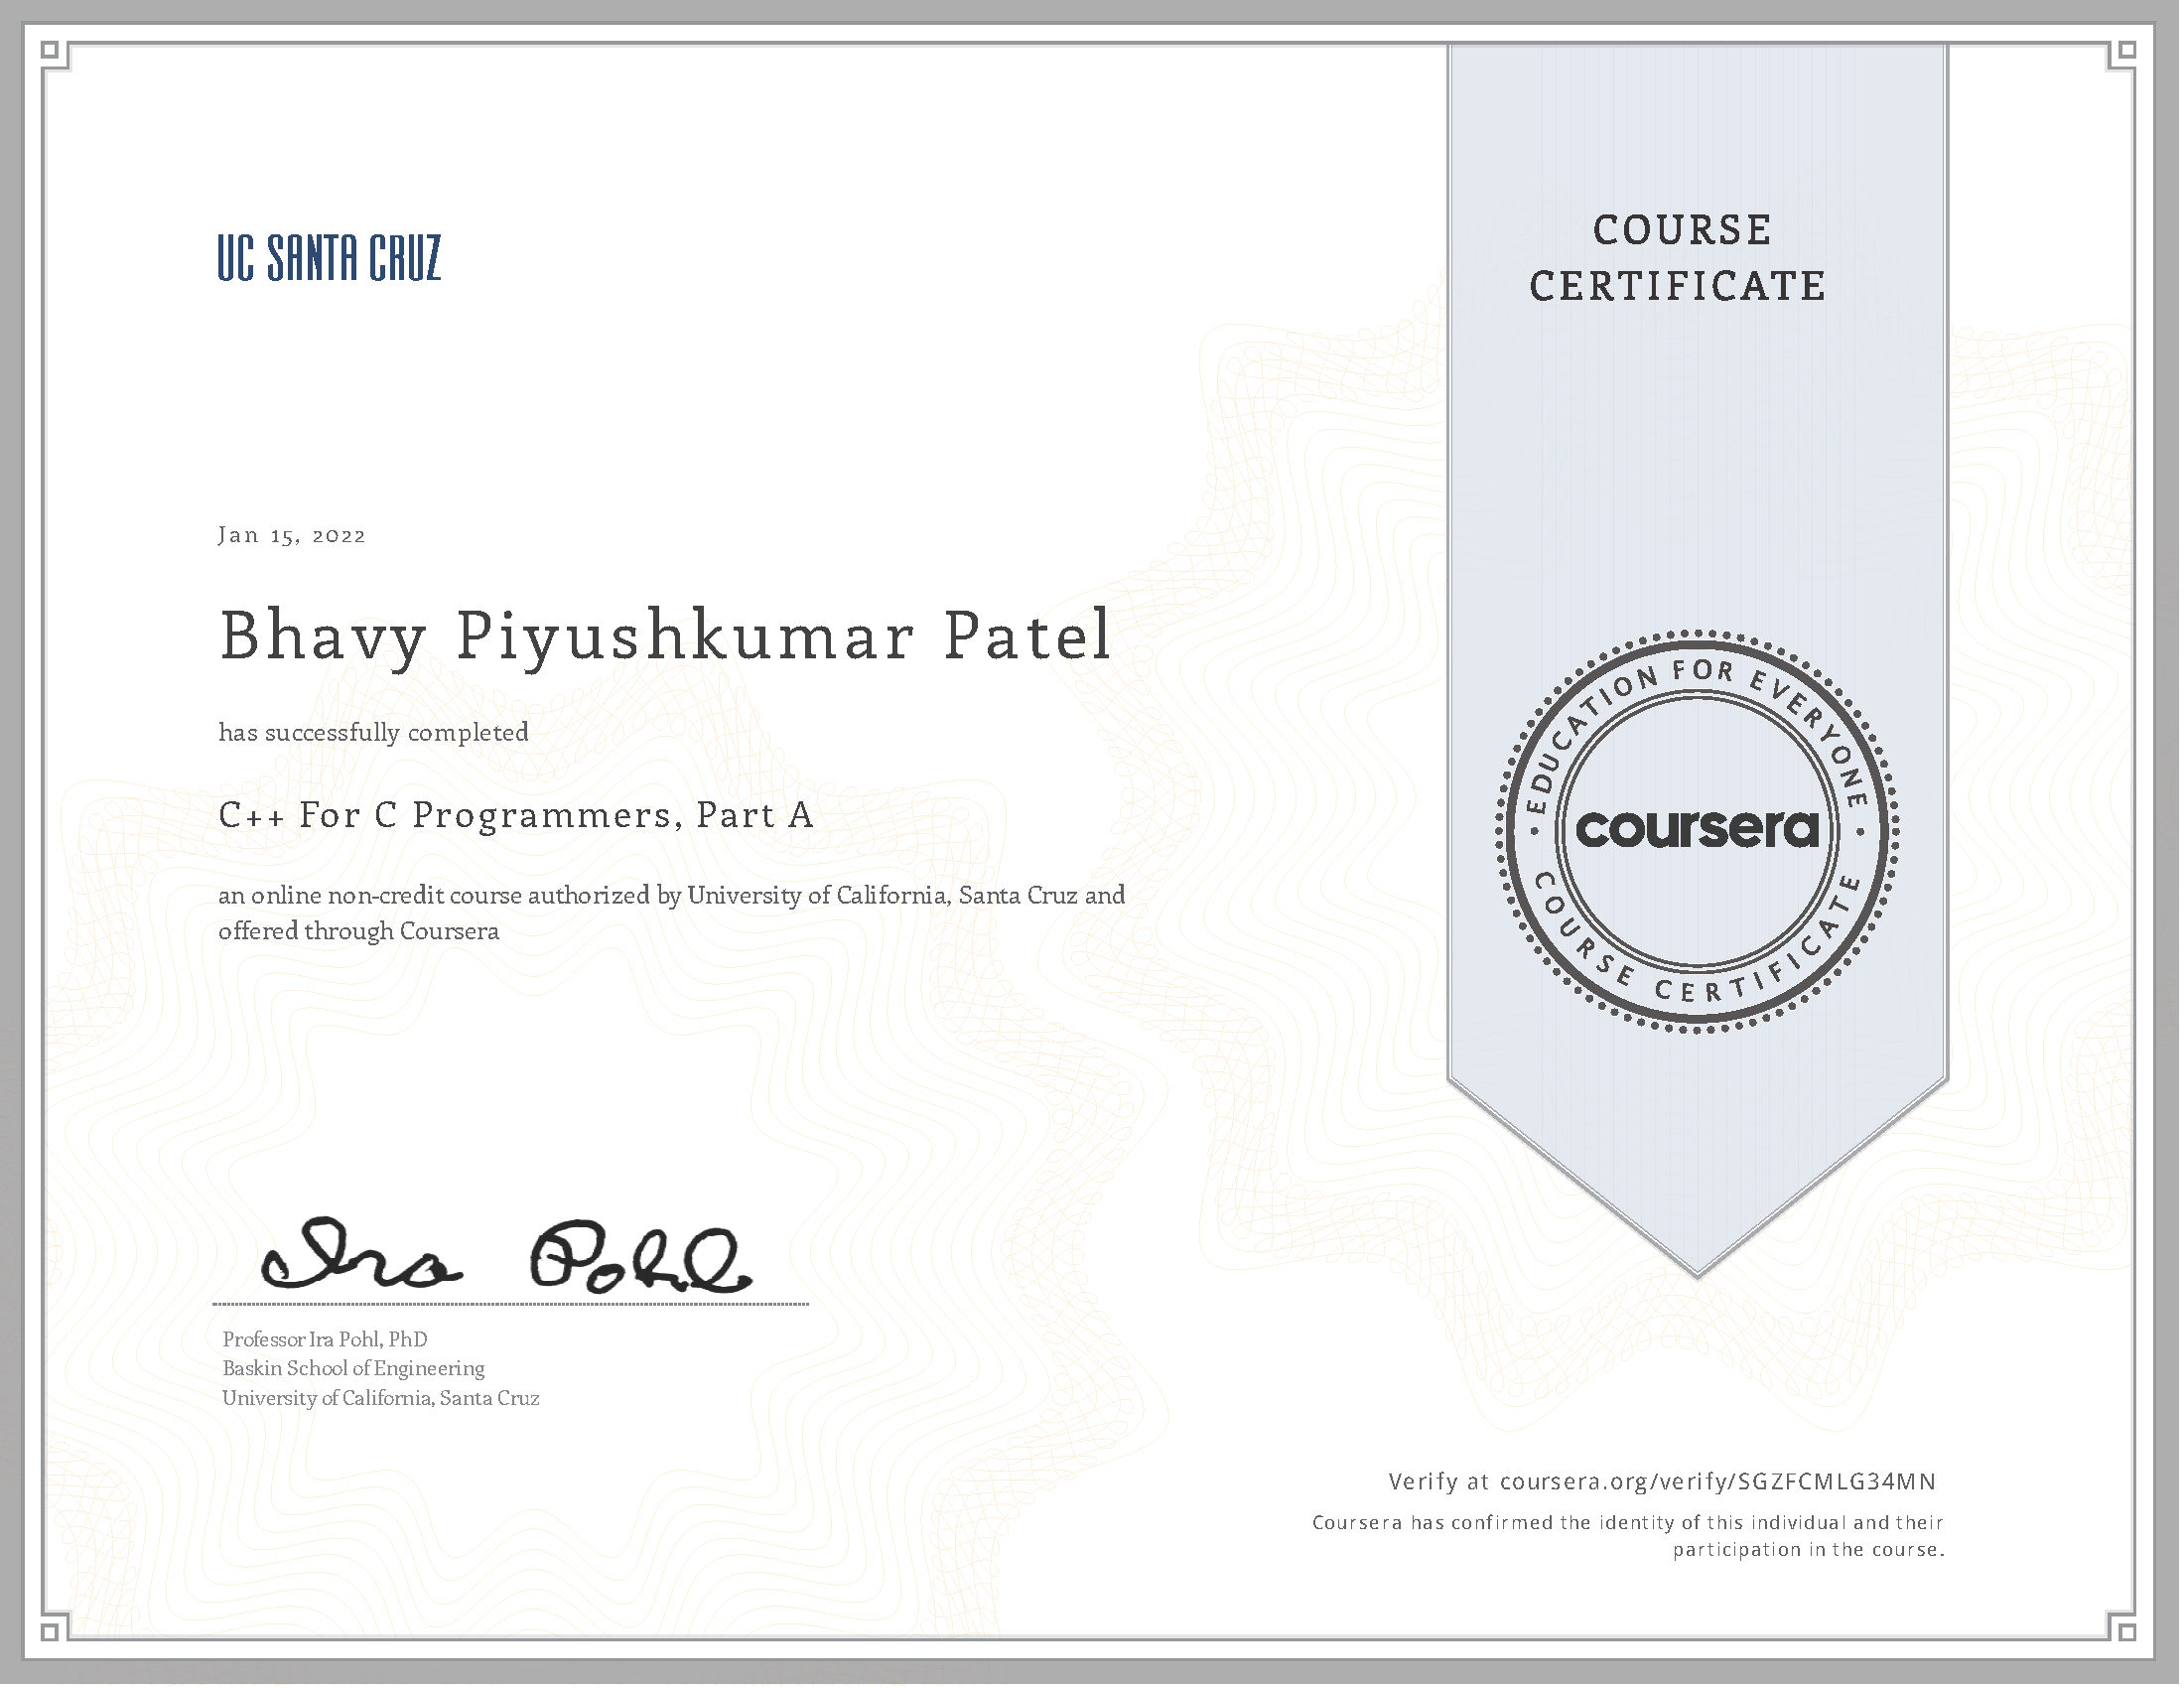 UC SANTA CRUZ
COURSE
CERTIFICATE
Jan 15, 2022
Bhavy Piyushkumar Patel
has successfully completed
C++ For C Programmers, Part A
an online non-credit course authorized by University of California, Santa Cruz and
offered through Coursera
EDUCATION FOR EVERYONE
coursera
COURSE CERTIFICATE
Ira Pohl
Professor Ira Pohl, PhD
Baskin School of Engineering
University of California, Santa Cruz
Verify at coursera.org/verify/SGZFCMLG34MN
Coursera has confirmed the identity of this individual and their
participation in the course.